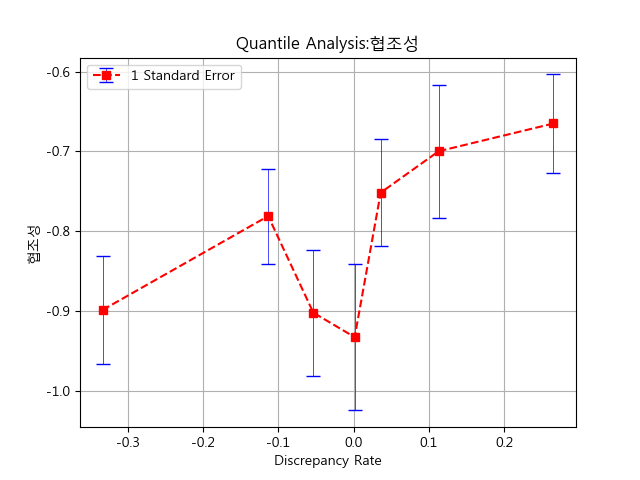 Quantile Analysis:협조성
1 Standard Error
-0.6
-0.7
-0.8
-0.9
-1.0
협조성
-0.3 -0.2 -0.1 0.0 0.1 0.2
Discrepancy Rate